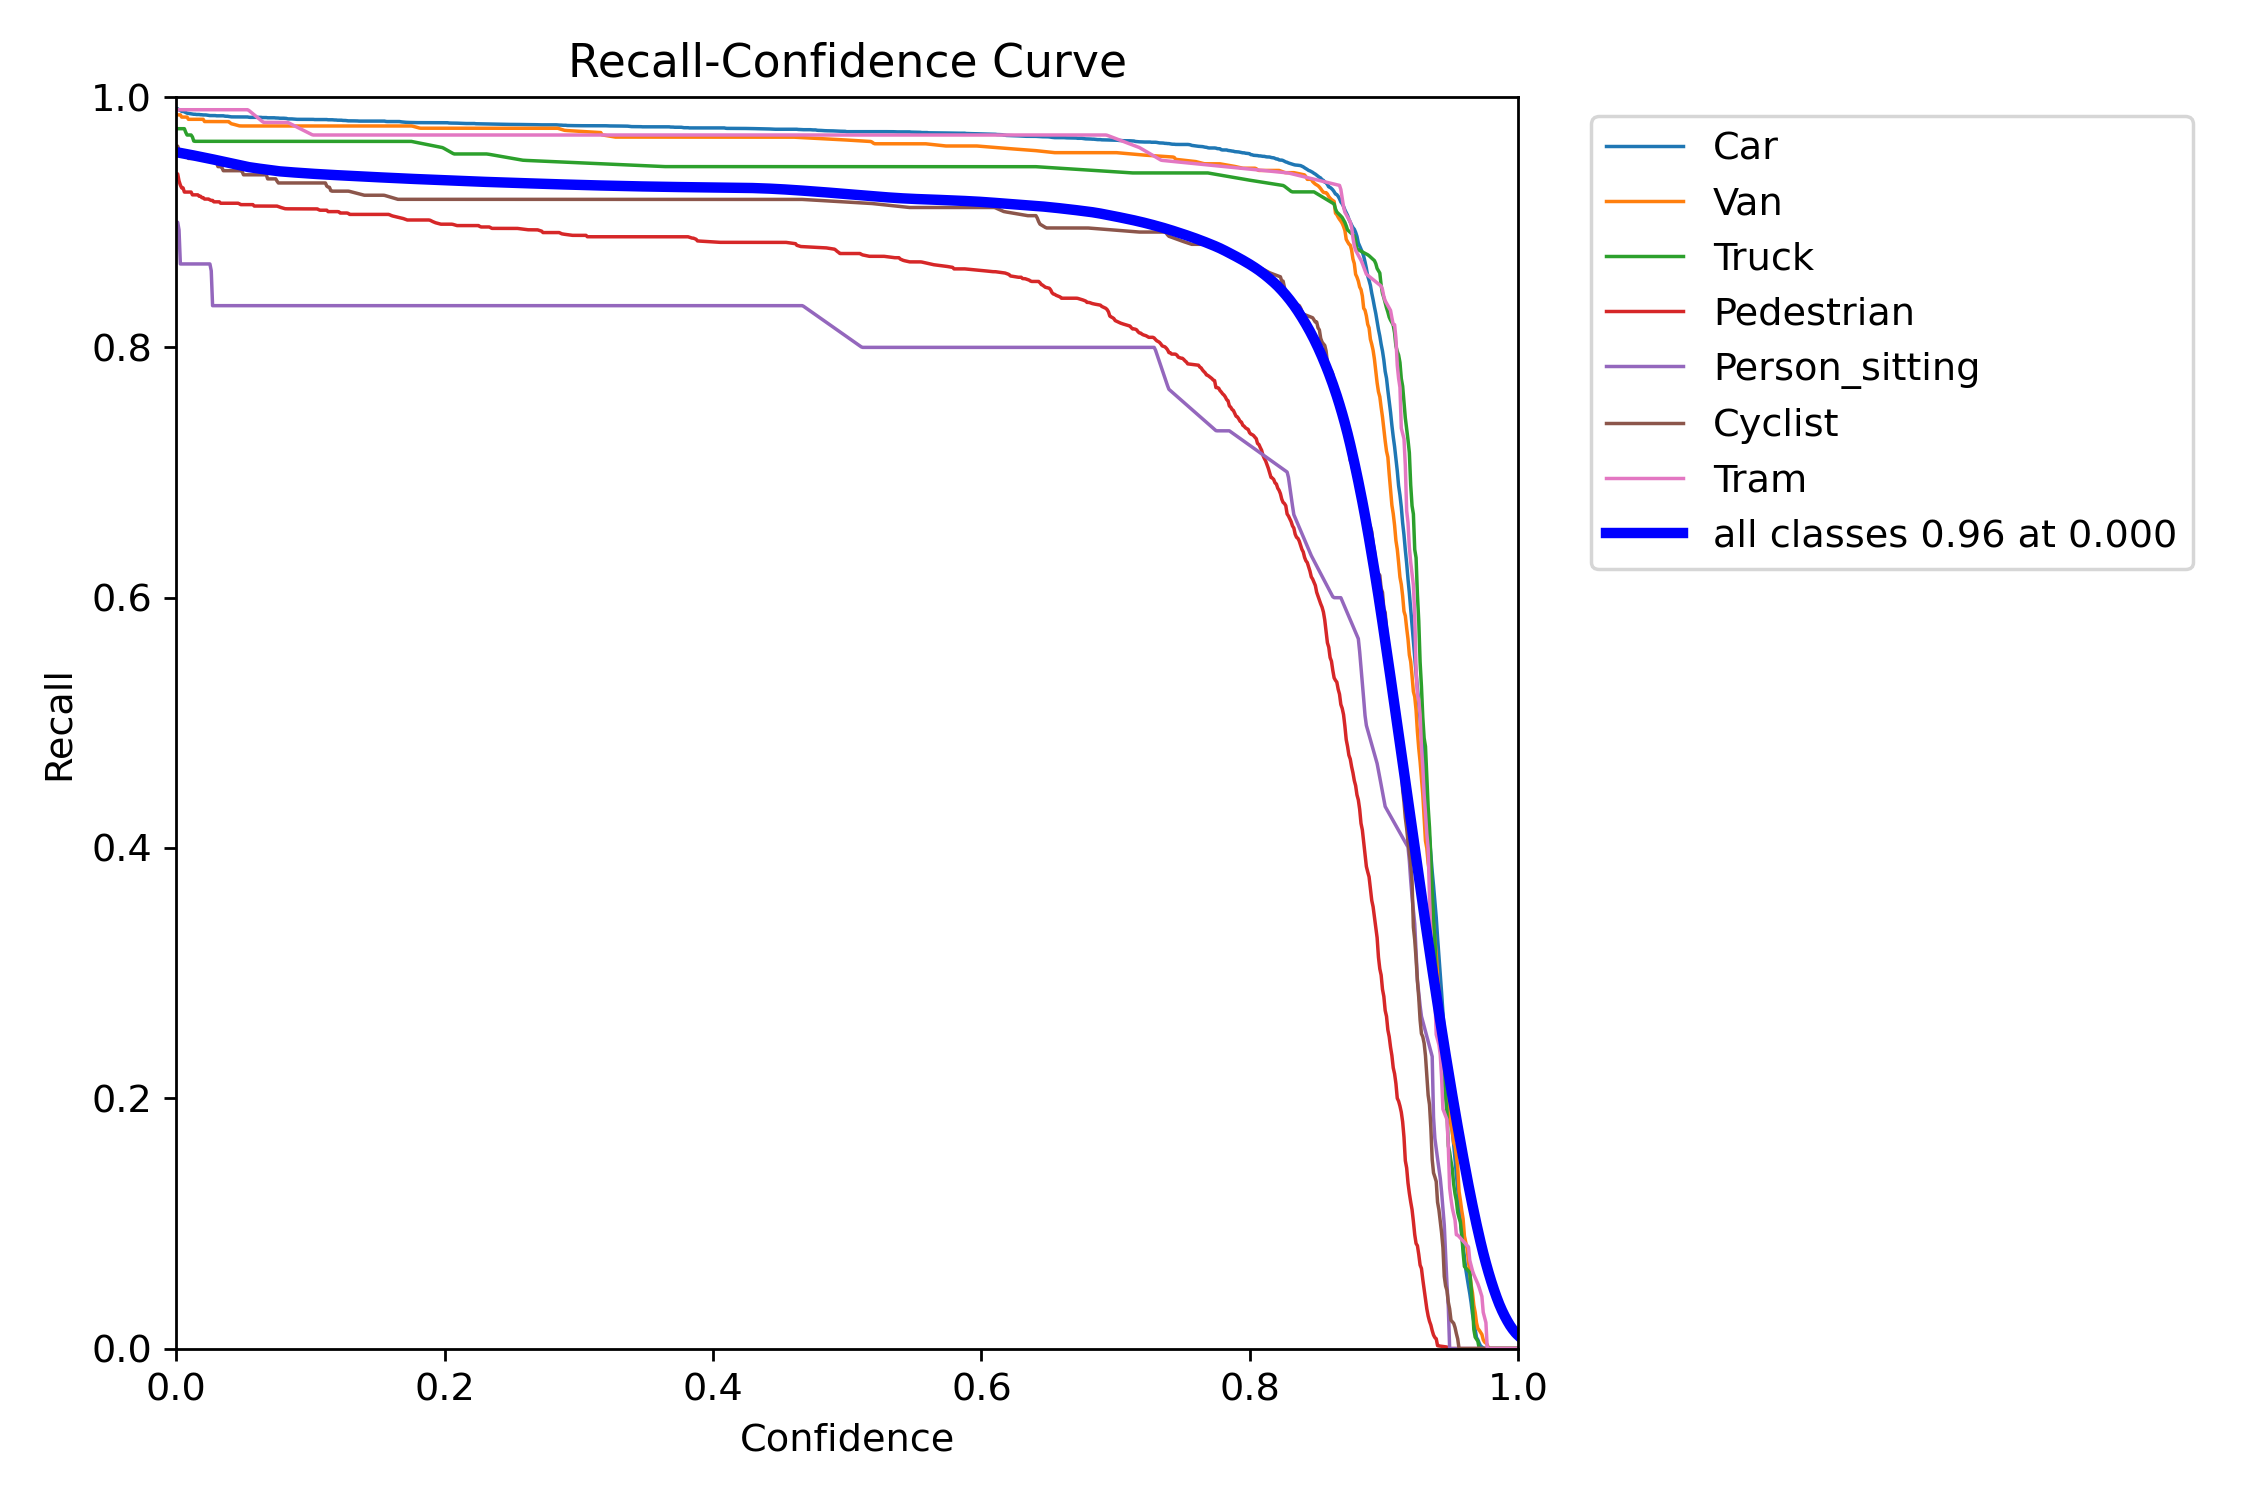 Recall-Confidence Curve
1.0
0.8
0.6
0.4
0.2
0.0
Recall
0.0 0.2 0.4 0.6 0.8 1.0
Confidence
Car
Van
Truck
Pedestrian
Person_sitting
Cyclist
Tram
all classes 0.96 at 0.000